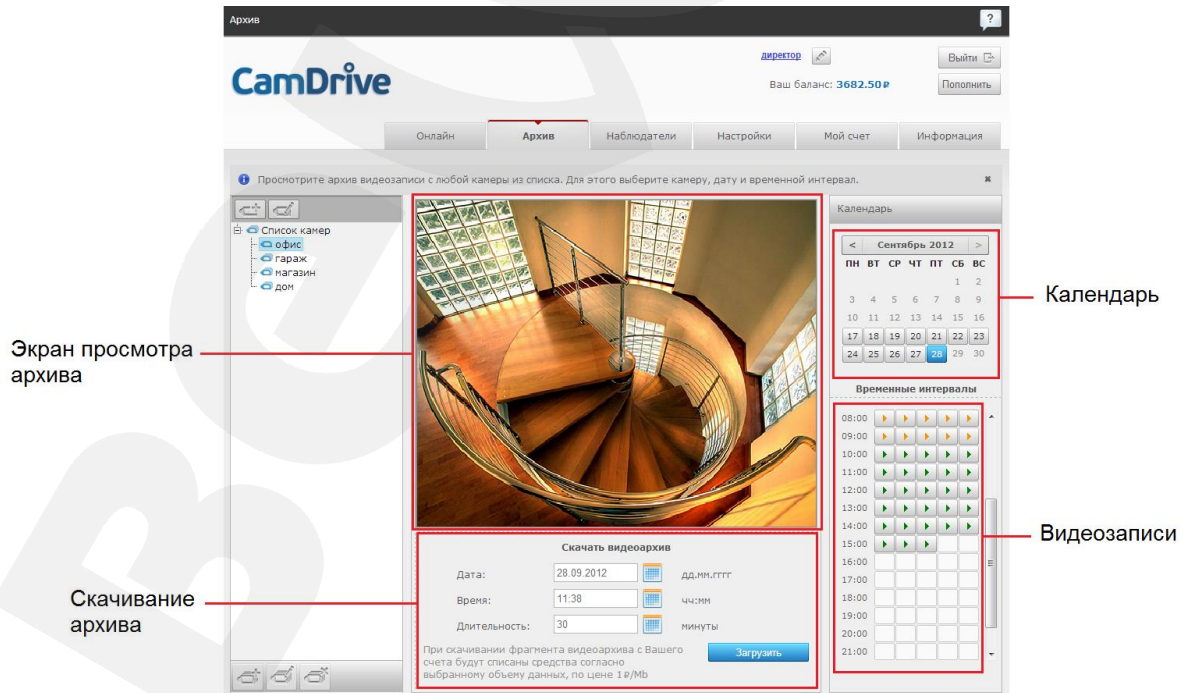 Архив
?
CamDrive
директор
Выйти
Ваш баланс: 3682.50
Пополнить
Онлайн
Архив
Наблюдатели
Настройки
Мой счет
Информация
Просмотрите архив видеозаписи с любой камеры из списка. Для этого выберите камеру, дату и временной интервал.
Список камер
офис
гараж
магазин
дом
Календарь
< Сентябрь 2012 >
ПН ВТ СР ЧТ ПТ СБ ВС
1 2
3 4 5 6 7 8 9
10 11 12 13 14 15 16
17 18 19 20 21 22 23
24 25 26 27 28 29 30
Календарь
Экран просмотра
архива
Временные интервалы
08:00
09:00
10:00
11:00
12:00
13:00
14:00
15:00
16:00
17:00
18:00
19:00
20:00
21:00
Видеозаписи
Скачать видеоархив
Дата: 28.09.2012 дд.мм.гггг
Время: 11:38 чч:мм
Длительность: 30 минуты
При скачивании фрагмента видеоархива с Вашего
счета будут списаны средства согласно
выбранному объему данных, по цене 1₽/Mb
Загрузить
Скачивание
архива